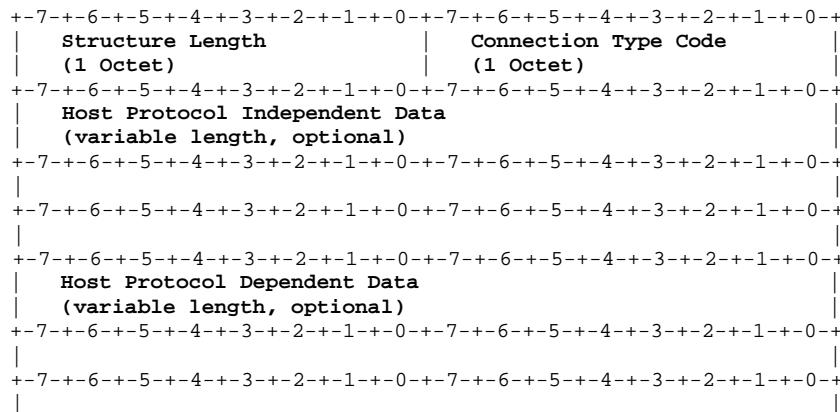 +-7-+-6-+-5-+-4-+-3-+-2-+-1-+-0-+-7-+-6-+-5-+-4-+-3-+-2-+-1-+-0-+
| Structure Length | Connection Type Code |
| (1 Octet) | (1 Octet) |
+-7-+-6-+-5-+-4-+-3-+-2-+-1-+-0-+-7-+-6-+-5-+-4-+-3-+-2-+-1-+-0-+
| Host Protocol Independent Data |
| (variable length, optional) |
+-7-+-6-+-5-+-4-+-3-+-2-+-1-+-0-+-7-+-6-+-5-+-4-+-3-+-2-+-1-+-0-+
| |
+-7-+-6-+-5-+-4-+-3-+-2-+-1-+-0-+-7-+-6-+-5-+-4-+-3-+-2-+-1-+-0-+
| |
+-7-+-6-+-5-+-4-+-3-+-2-+-1-+-0-+-7-+-6-+-5-+-4-+-3-+-2-+-1-+-0-+
| Host Protocol Dependent Data |
| (variable length, optional) |
+-7-+-6-+-5-+-4-+-3-+-2-+-1-+-0-+-7-+-6-+-5-+-4-+-3-+-2-+-1-+-0-+
| |
+-7-+-6-+-5-+-4-+-3-+-2-+-1-+-0-+-7-+-6-+-5-+-4-+-3-+-2-+-1-+-0-+
| |